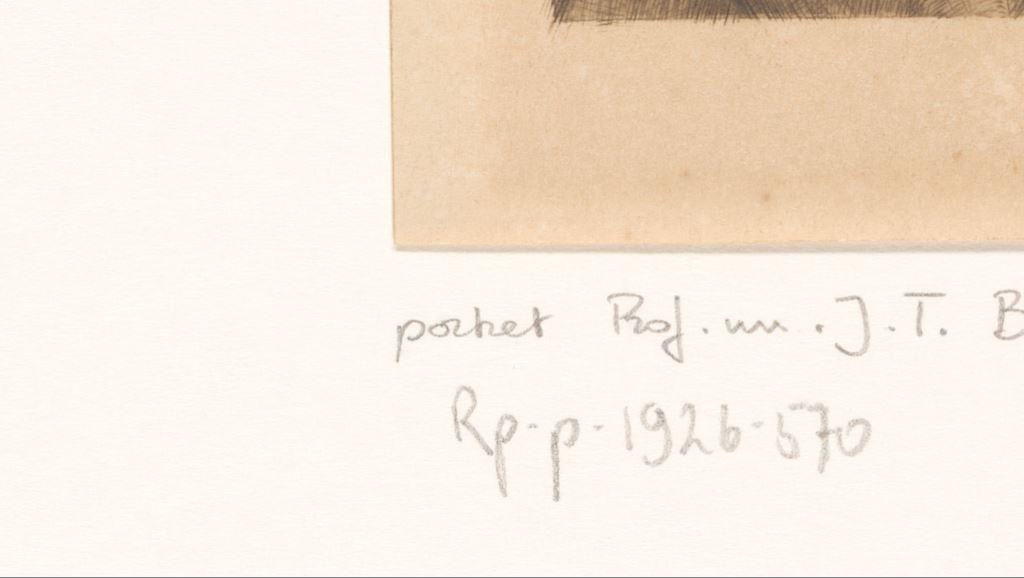 portret Prof. mr. J.T. B
Rp-p-1926-570